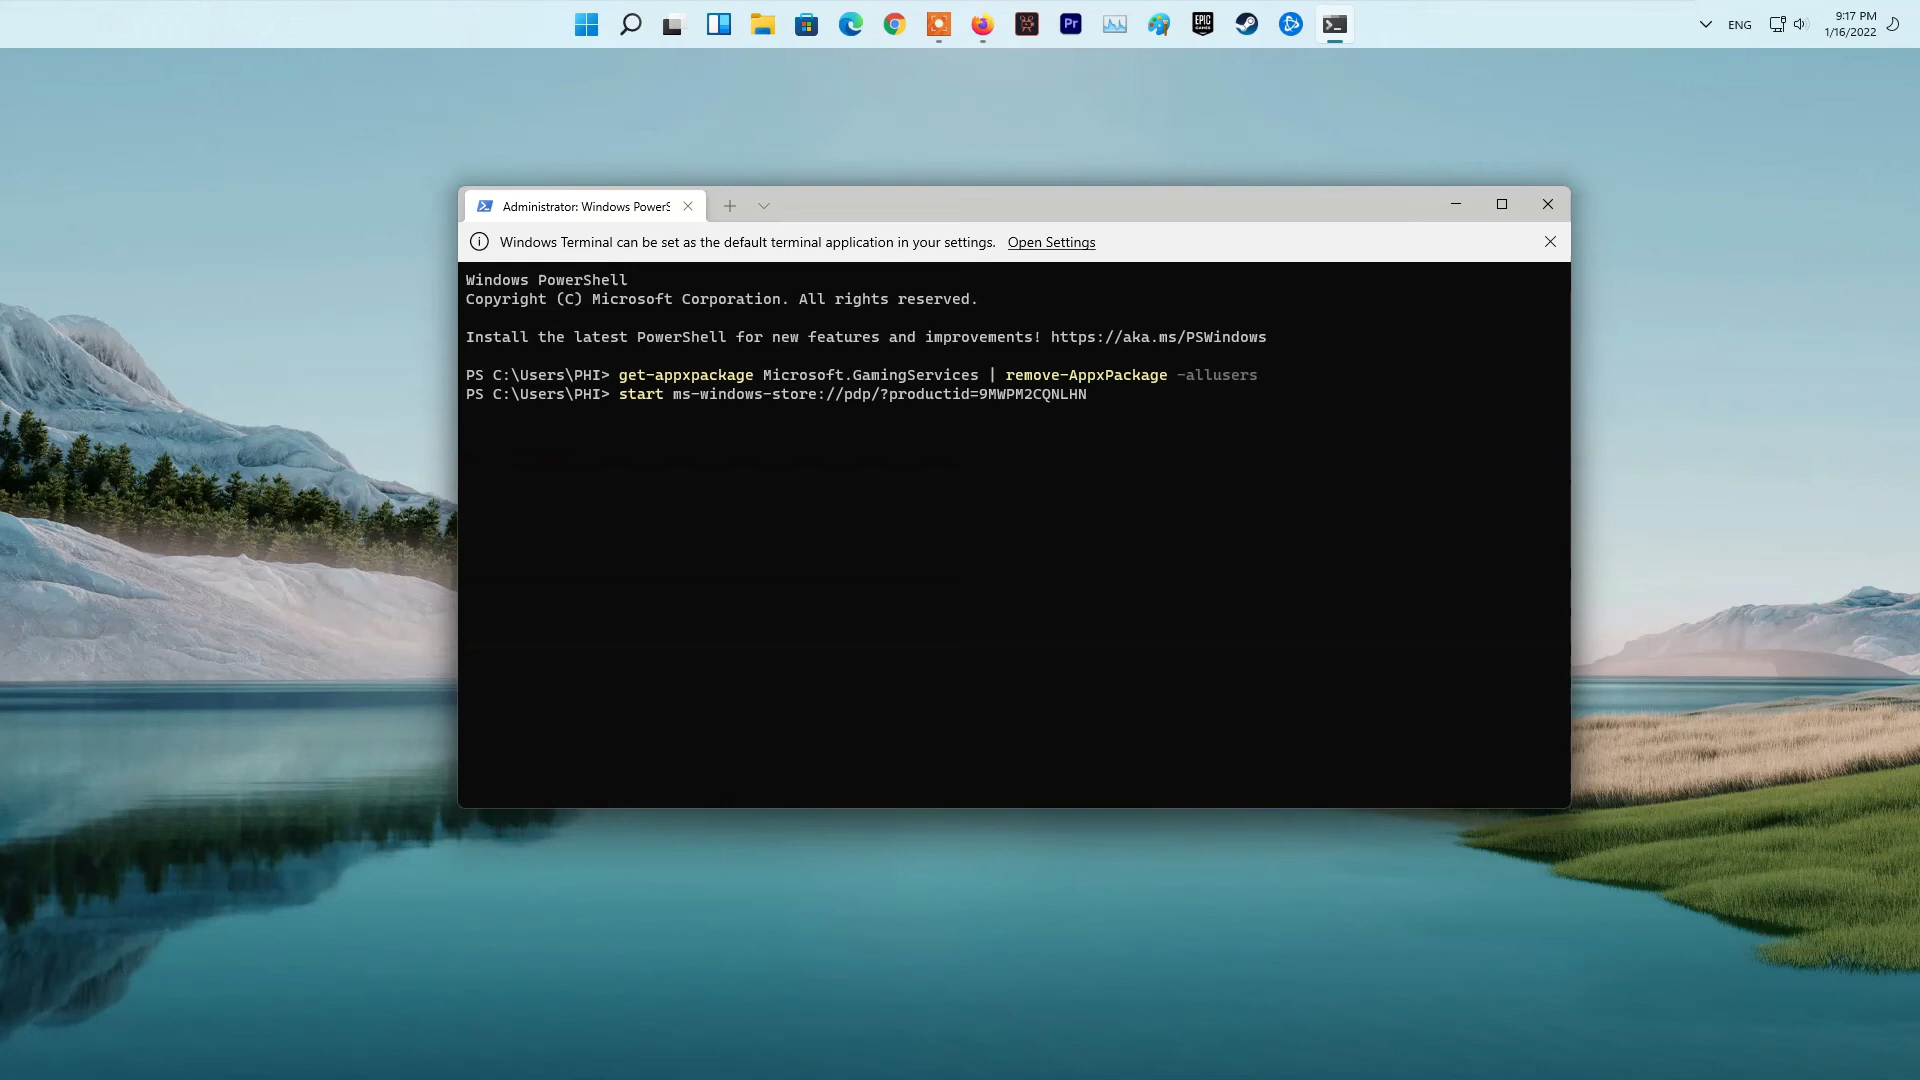 ENG
9:17 PM
1/16/2022
Pr
EPIC
GAMES
Administrator: Windows PowerS
Windows Terminal can be set as the default terminal application in your settings. Open Settings
Windows PowerShell
Copyright (C) Microsoft Corporation. All rights reserved.
Install the latest PowerShell for new features and improvements! https://aka.ms/PSWindows
PS C:\Users\PHI> get-appxpackage Microsoft.GamingServices | remove-AppxPackage -allusers
PS C:\Users\PHI> start ms-windows-store://pdp/?productid=9MWPM2CQNLHN